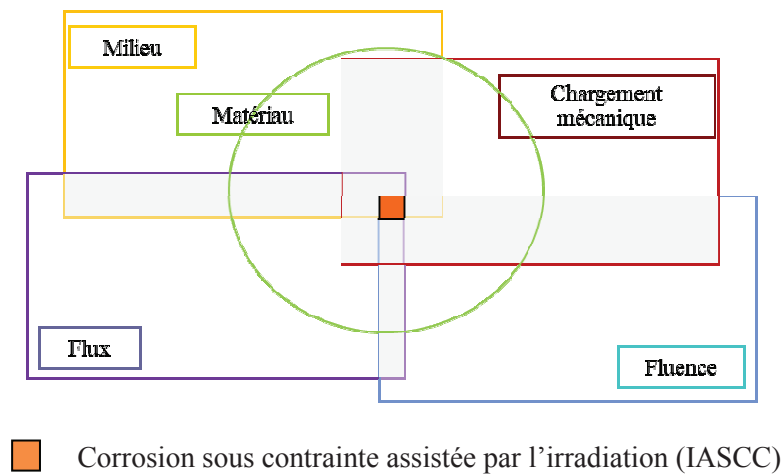 Milieu
Matériau
Chargement
mécanique
Flux
Fluence
Corrosion sous contrainte assistée par l'irradiation (IASCC)